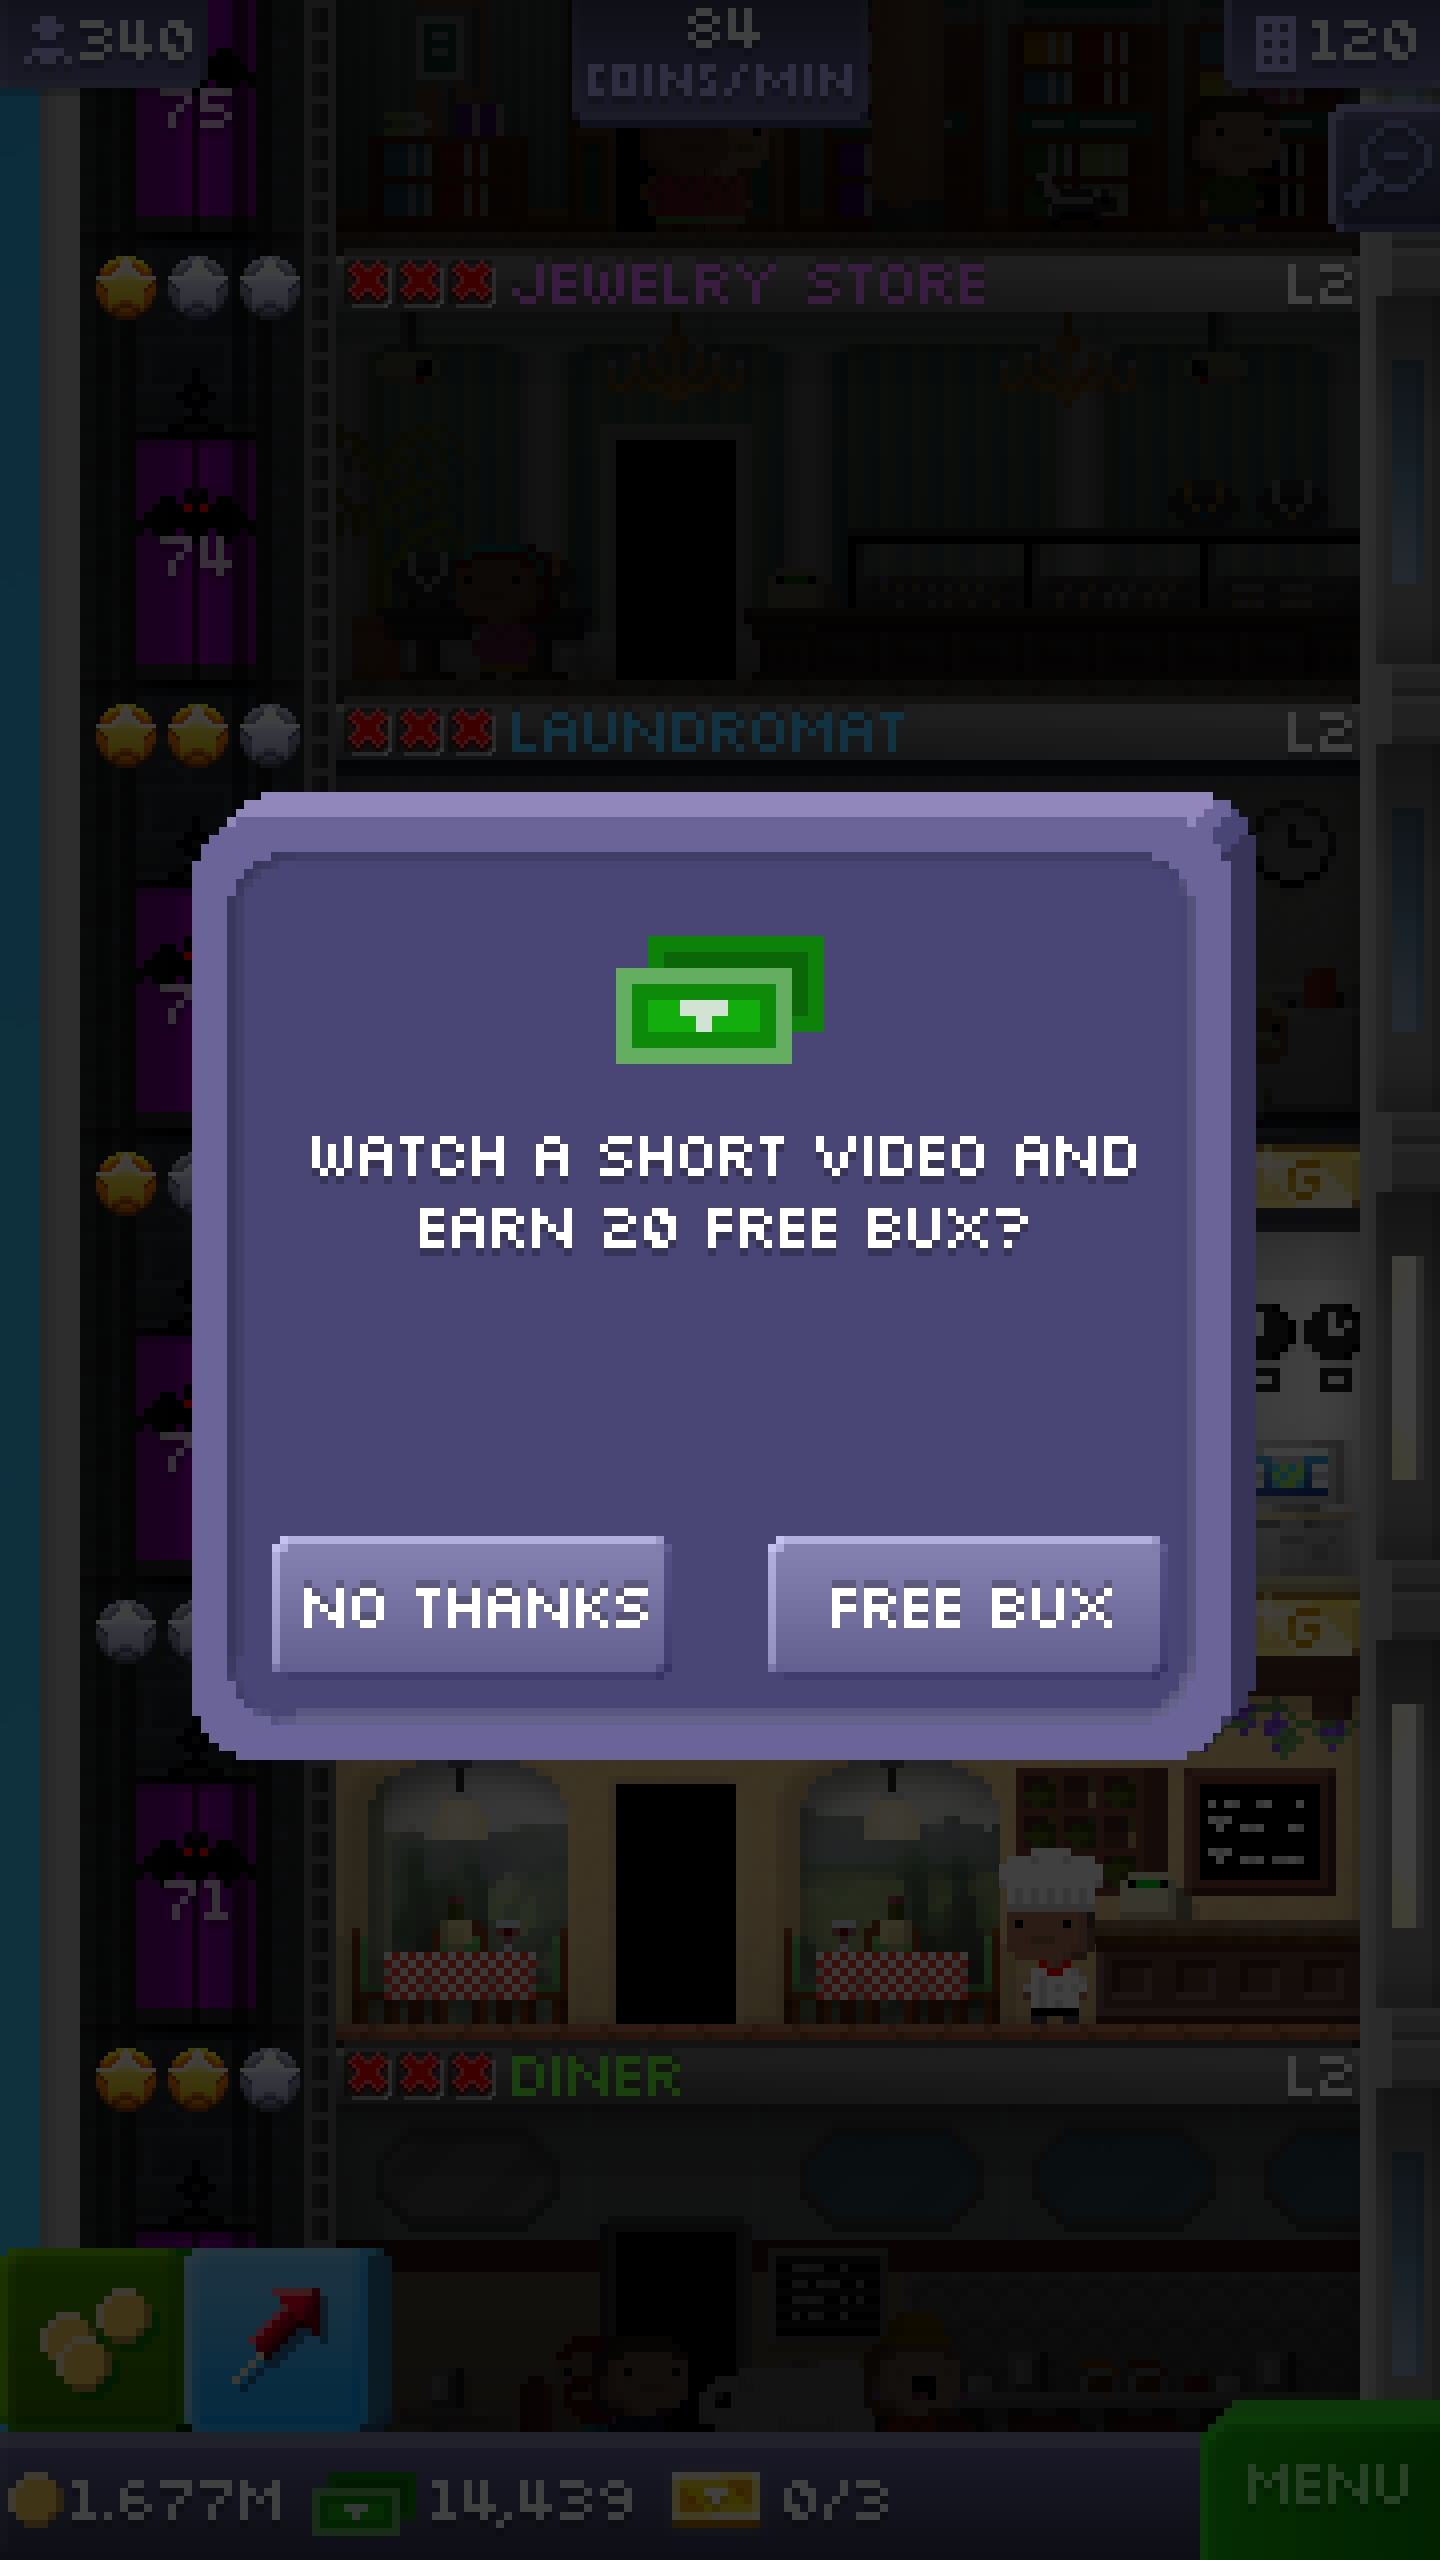 340
84
COINS/MIN
120
75
JEWELRY STORE L2
74
LAUNDROMAT L2
WATCH A SHORT VIDEO AND
EARN 20 FREE BUX?
NO THANKS
FREE BUX
G
G
71
DINER L2
1.677M 14,439 0/3
MENU